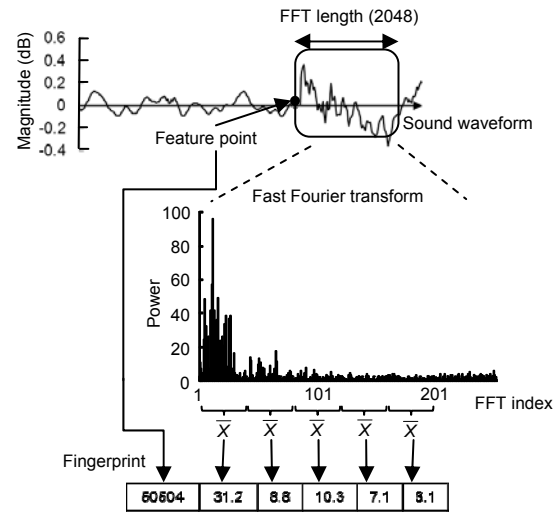 FFT length (2048)
Magnitude (dB)
0.6
0.4
0.2
0
-0.2
-0.4
Feature point
Sound waveform
Fast Fourier transform
Power
100
80
60
40
20
0
1
101
201
FFT index
X X X X X
Fingerprint
50504 31.2 8.8 10.3 7.1